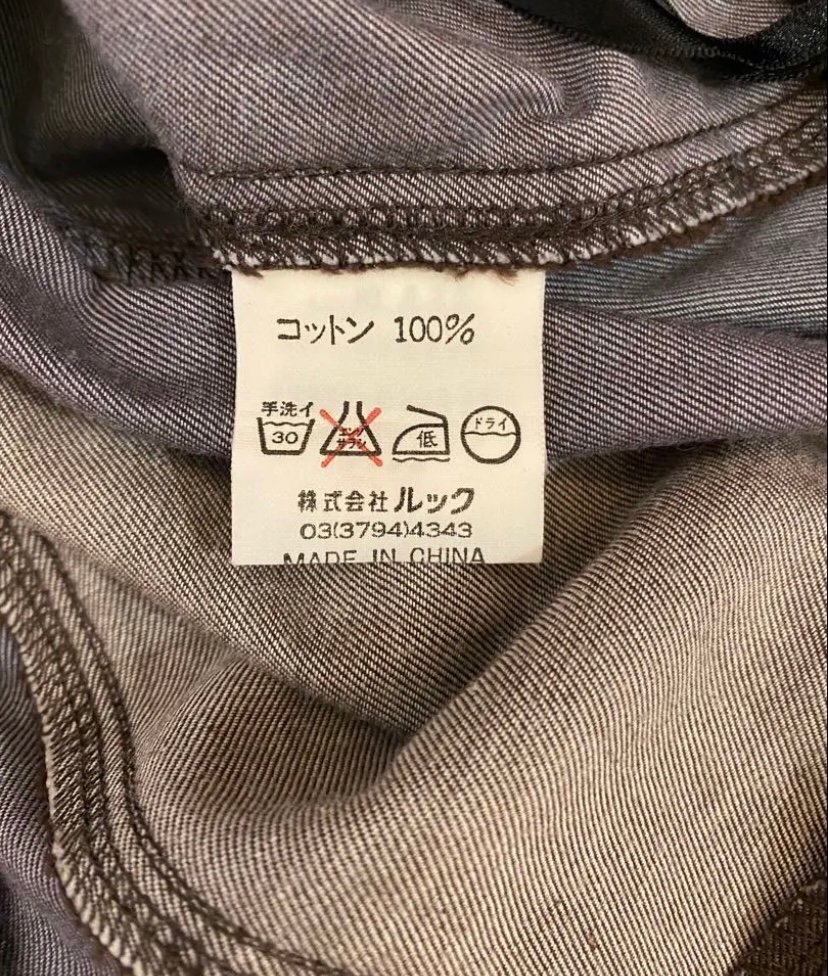 コットン 100%
手洗イ
30 エンソ サラシ 低 ドライ
株式会社 ルック
03(3794)4343
MADE IN CHINA